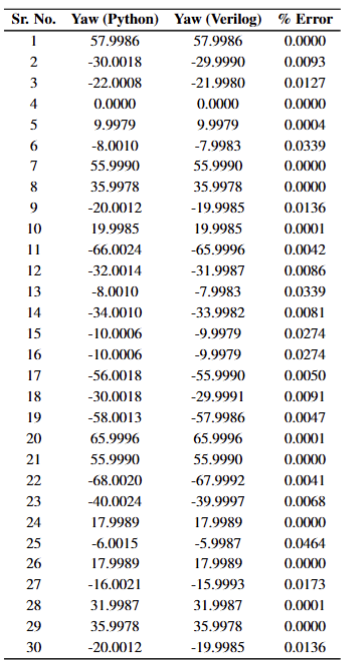 Sr. No. Yaw (Python) Yaw (Verilog) % Error
1 57.9986 57.9986 0.0000
2 -30.0018 -29.9990 0.0093
3 -22.0008 -21.9980 0.0127
4 0.0000 0.0000 0.0000
5 9.9979 9.9979 0.0004
6 -8.0010 -7.9983 0.0339
7 55.9990 55.9990 0.0000
8 35.9978 35.9978 0.0000
9 -20.0012 -19.9985 0.0136
10 19.9985 19.9985 0.0001
11 -66.0024 -65.9996 0.0042
12 -32.0014 -31.9987 0.0086
13 -8.0010 -7.9983 0.0339
14 -34.0010 -33.9982 0.0081
15 -10.0006 -9.9979 0.0274
16 -10.0006 -9.9979 0.0274
17 -56.0018 -55.9990 0.0050
18 -30.0018 -29.9991 0.0091
19 -58.0013 -57.9986 0.0047
20 65.9996 65.9996 0.0001
21 55.9990 55.9990 0.0000
22 -68.0020 -67.9992 0.0041
23 -40.0024 -39.9997 0.0068
24 17.9989 17.9989 0.0000
25 -6.0015 -5.9987 0.0464
26 17.9989 17.9989 0.0000
27 -16.0021 -15.9993 0.0173
28 31.9987 31.9987 0.0001
29 35.9978 35.9978 0.0000
30 -20.0012 -19.9985 0.0136